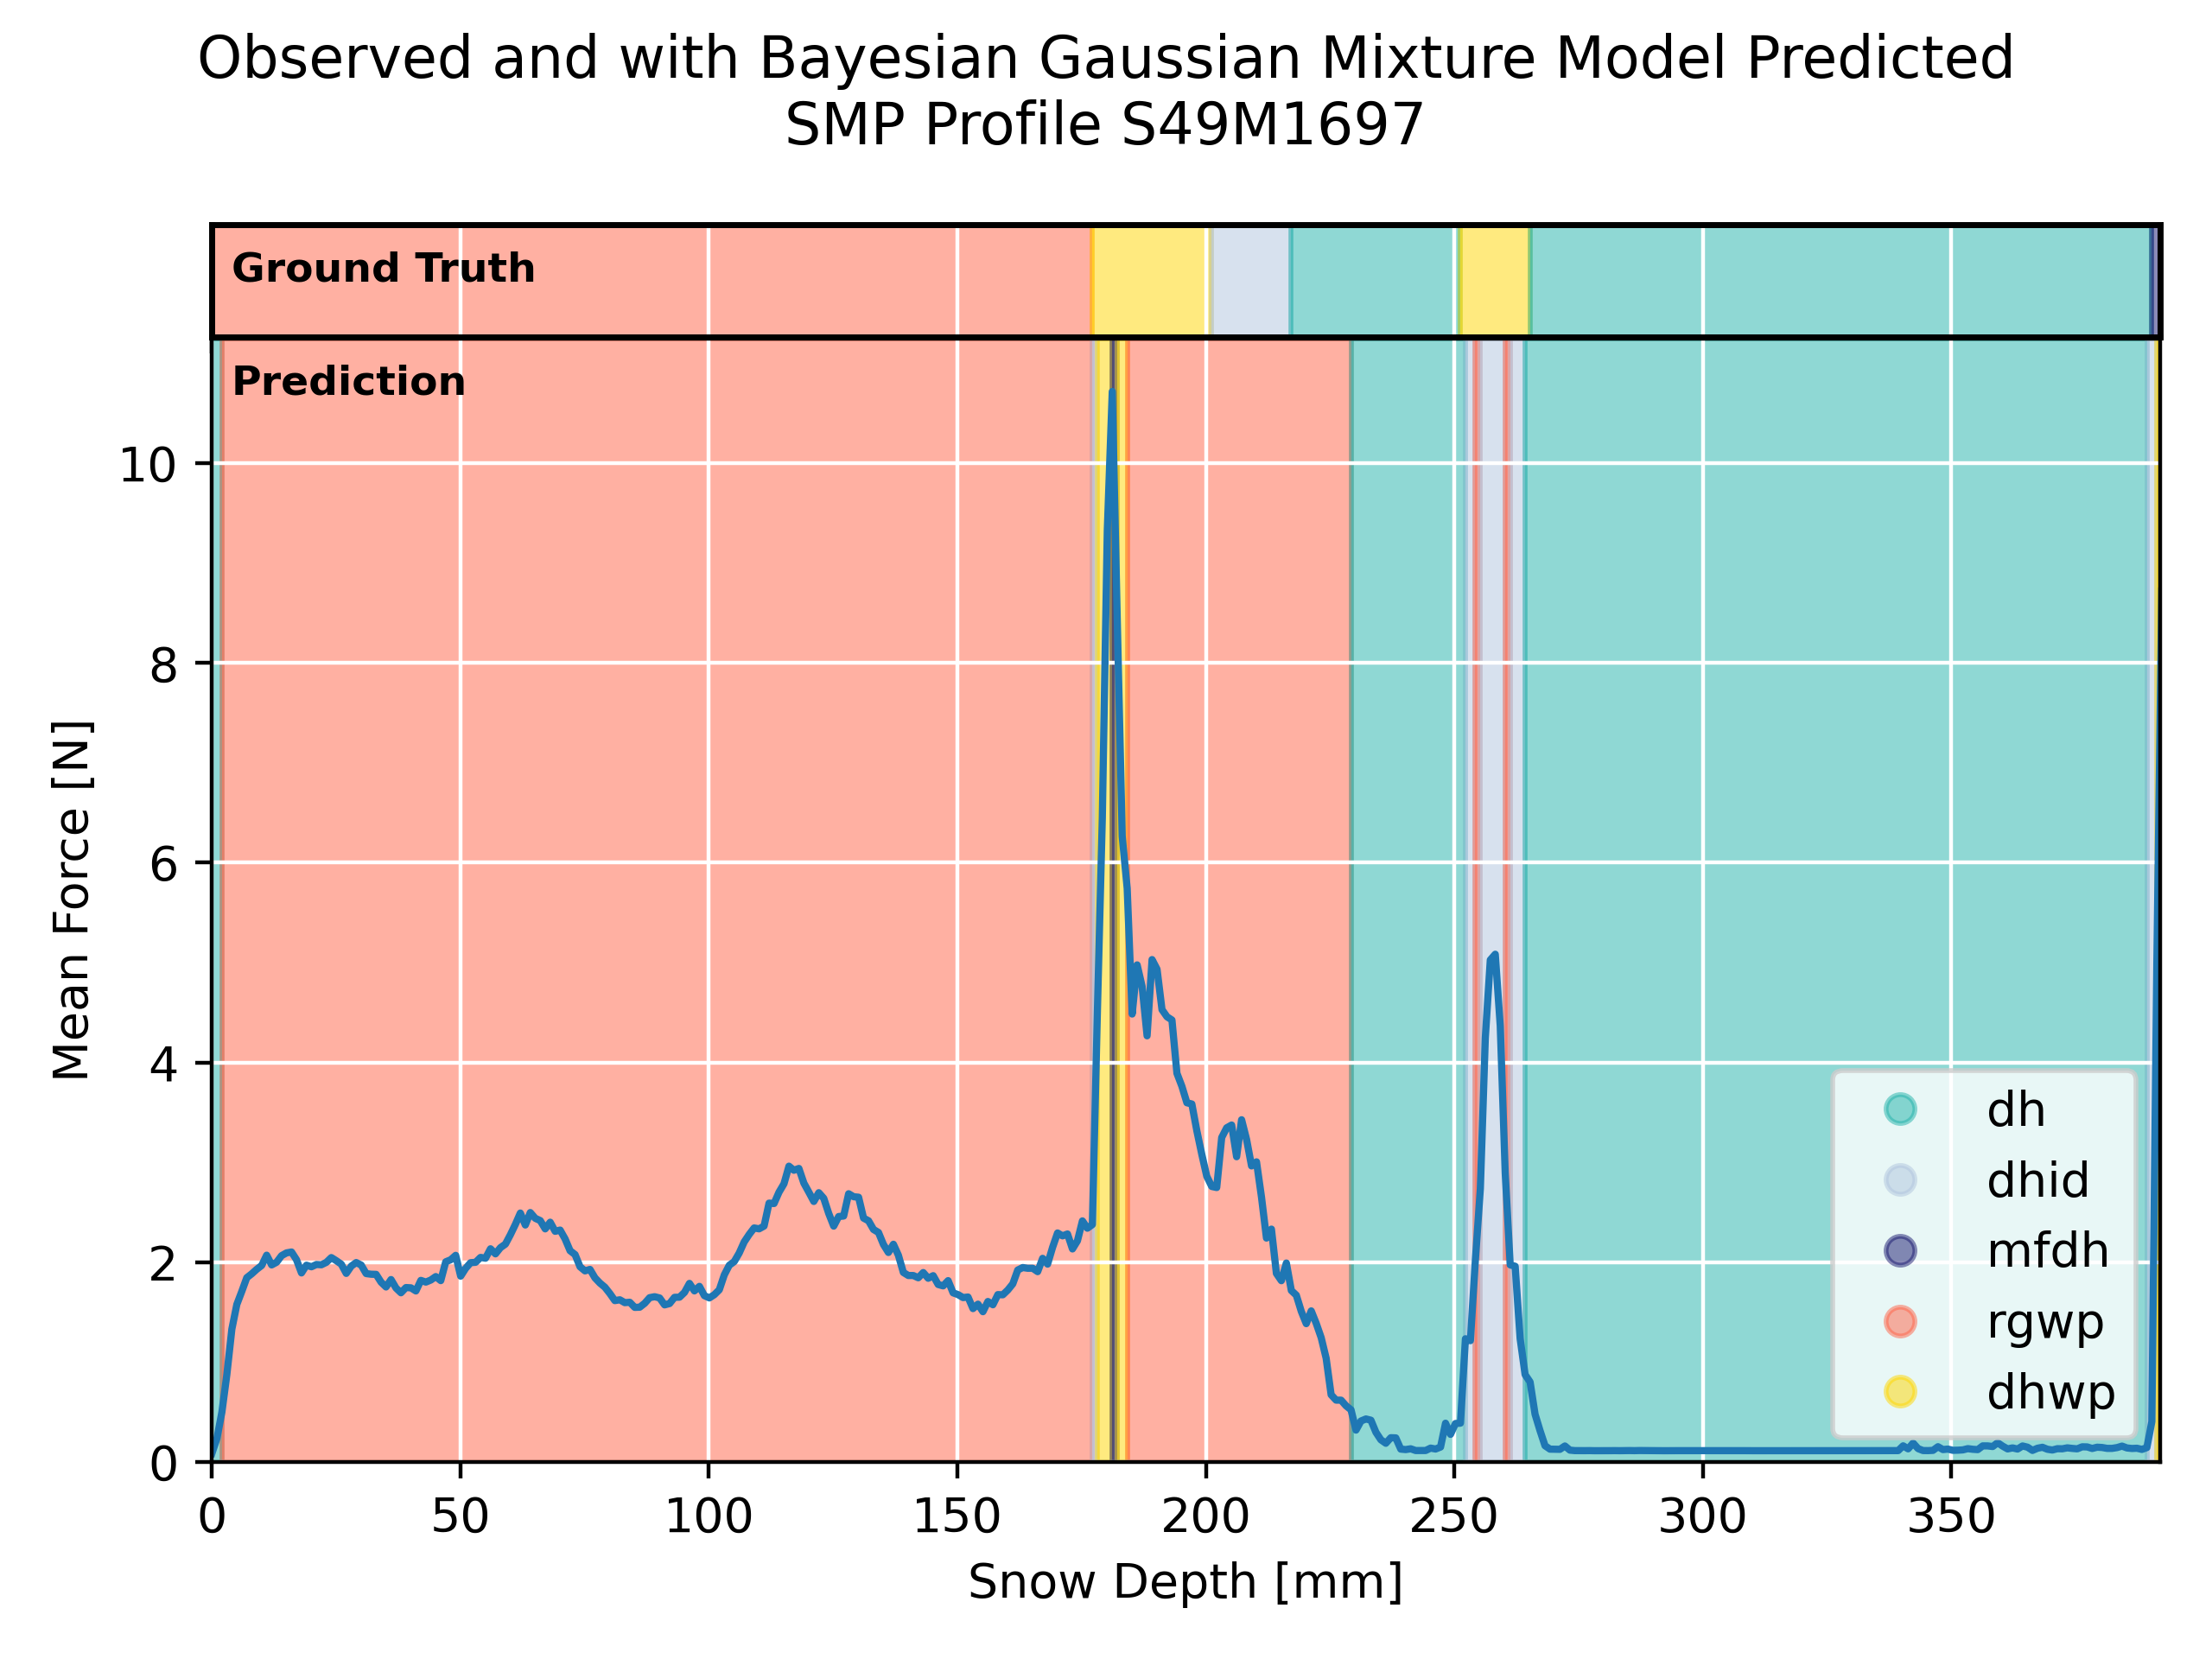 Observed and with Bayesian Gaussian Mixture Model Predicted
SMP Profile S49M1697
Ground Truth
Prediction
10
8
6
4
2
0
Mean Force [N]
dh
dhid
mfdh
rgwp
dhwp
0 50 100 150 200 250 300 350
Snow Depth [mm]